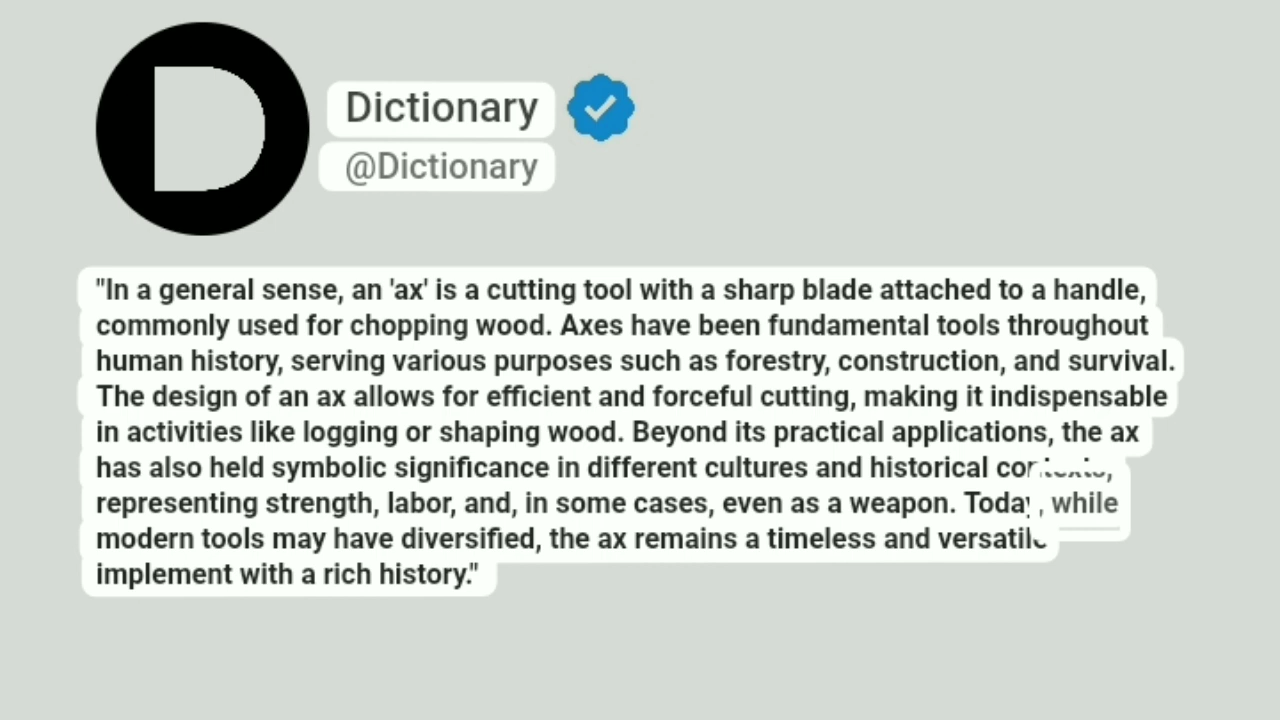 D
Dictionary
@Dictionary
"In a general sense, an 'ax' is a cutting tool with a sharp blade attached to a handle,
commonly used for chopping wood. Axes have been fundamental tools throughout
human history, serving various purposes such as forestry, construction, and survival.
The design of an ax allows for efficient and forceful cutting, making it indispensable
in activities like logging or shaping wood. Beyond its practical applications, the ax
has also held symbolic significance in different cultures and historical contexts,
representing strength, labor, and, in some cases, even as a weapon. Today, while
modern tools may have diversified, the ax remains a timeless and versatile
implement with a rich history."